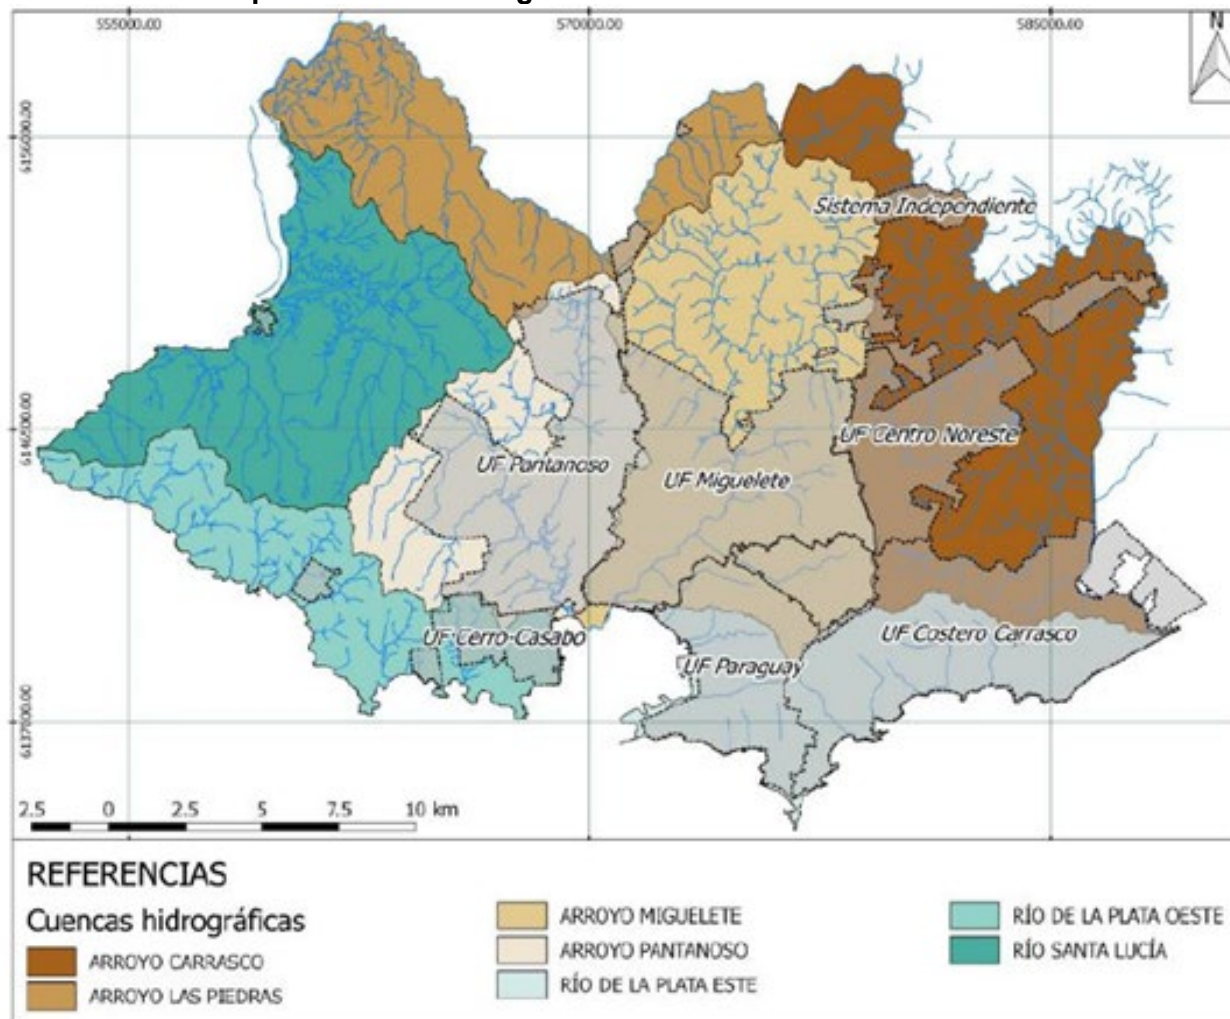 555000.00 570000.00 585000.00
N
6155000.00
Sistema Independiente
UF Centro Noreste
UF Pantanoso
UF Miguelete
UF Cerro-Casabo
UF Costero Carrasco
UF Paraguay
6137000.00
2.5 0 2.5 5 7.5 10 km
REFERENCIAS
Cuencas hidrográficas
ARROYO CARRASCO
ARROYO LAS PIEDRAS
ARROYO MIGUELETE
ARROYO PANTANOSO
RÍO DE LA PLATA ESTE
RÍO DE LA PLATA OESTE
RÍO SANTA LUCÍA